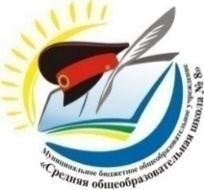 Муниципальное бюджетное общеобразовательное учреждение
«Средняя общеобразовательная школа № 8»